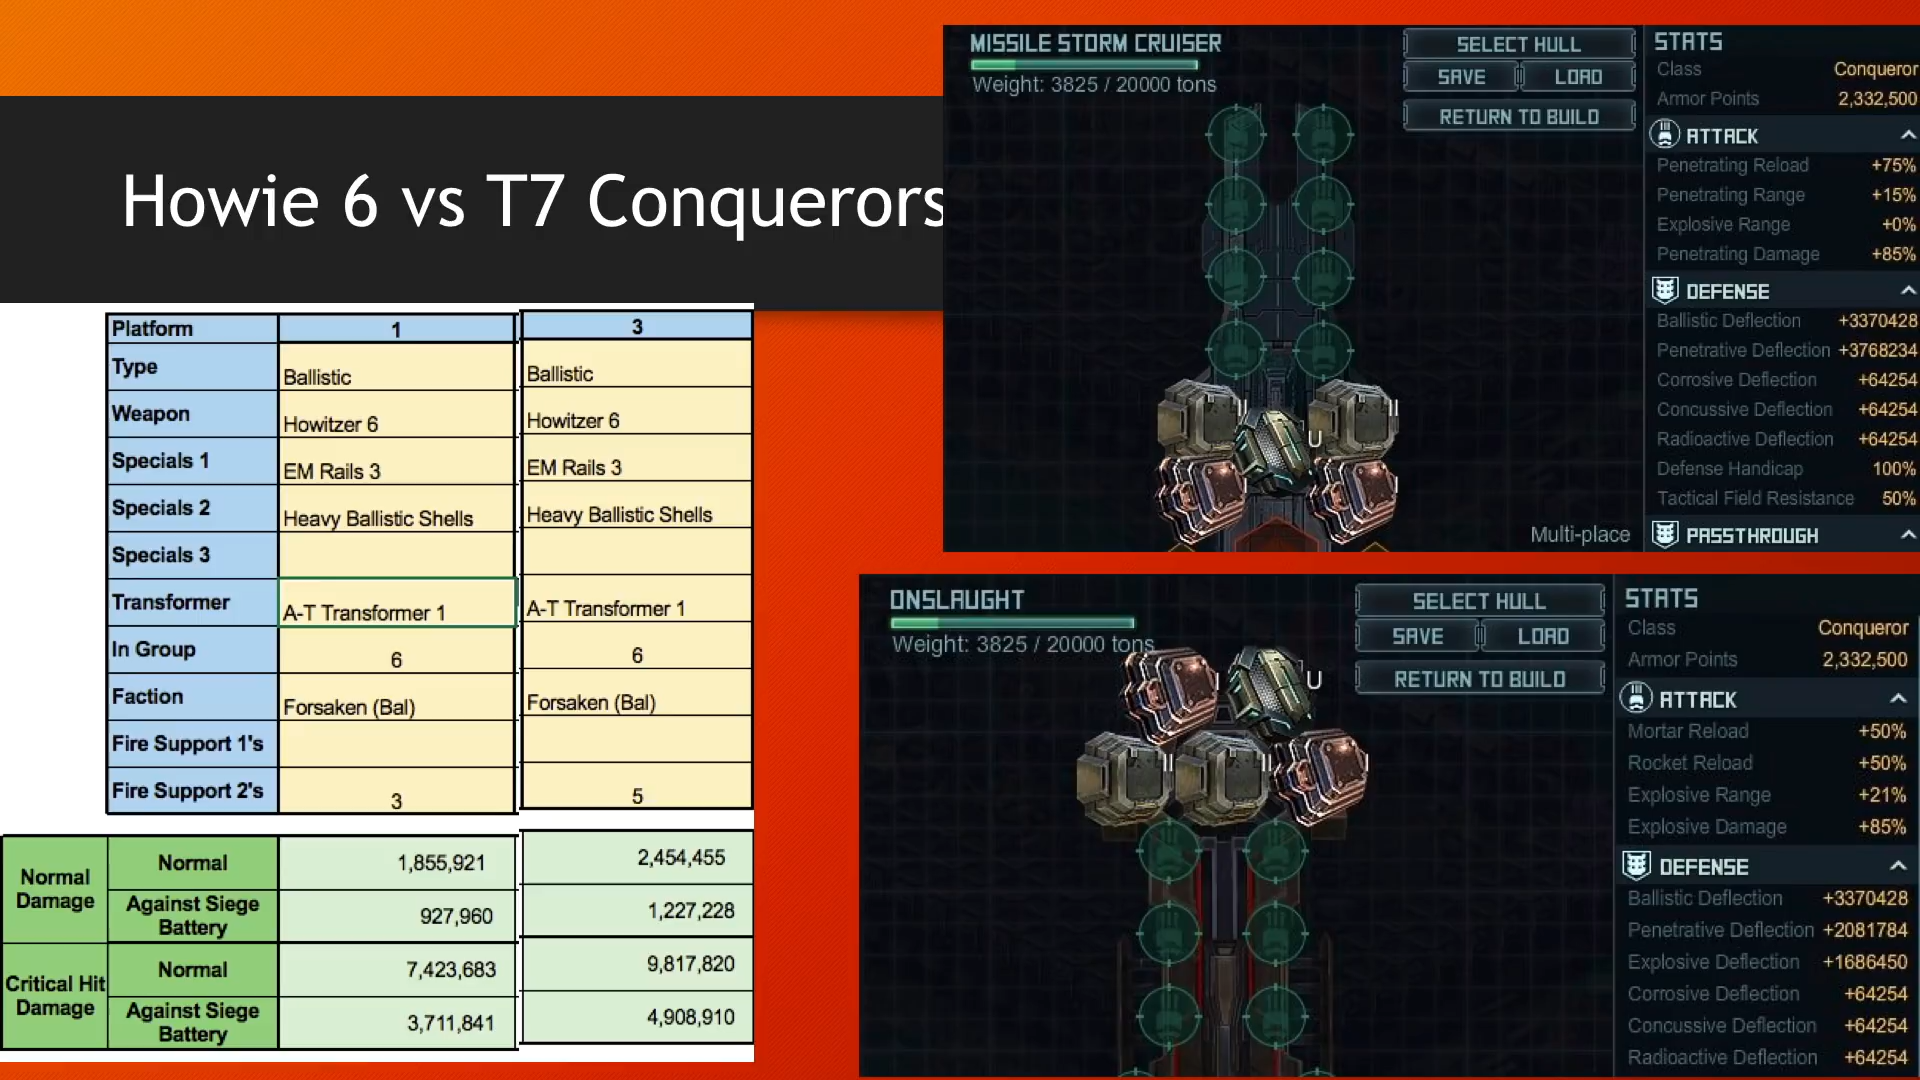 Howie 6 vs T7 Conquerors
Platform 1 3
Type Ballistic Ballistic
Weapon Howitzer 6 Howitzer 6
Specials 1 EM Rails 3 EM Rails 3
Specials 2 Heavy Ballistic Shells Heavy Ballistic Shells
Specials 3
Transformer A-T Transformer 1 A-T Transformer 1
In Group 6 6
Faction Forsaken (Bal) Forsaken (Bal)
Fire Support 1's
Fire Support 2's 3 5
Normal Damage
Normal 1,855,921 2,454,455
Against Siege Battery 927,960 1,227,228
Critical Hit Damage
Normal 7,423,683 9,817,820
Against Siege Battery 3,711,841 4,908,910
MISSILE STORM CRUISER
Weight: 3825 / 20000 tons
SELECT HULL
SAVE LOAD
RETURN TO BUILD
II II
U
Multi-place
STATS
Class Conqueror
Armor Points 2,332,500
ATTACK
Penetrating Reload +75%
Penetrating Range +15%
Explosive Range +0%
Penetrating Damage +85%
DEFENSE
Ballistic Deflection +3370428
Penetrative Deflection +3768234
Corrosive Deflection +64254
Concussive Deflection +64254
Radioactive Deflection +64254
Defense Handicap 100%
Tactical Field Resistance 50%
PASSTHROUGH
ONSLAUGHT
Weight: 3825 / 20000 tons
SELECT HULL
SAVE LOAD
RETURN TO BUILD
I U
II II I
STATS
Class Conqueror
Armor Points 2,332,500
ATTACK
Mortar Reload +50%
Rocket Reload +50%
Explosive Range +21%
Explosive Damage +85%
DEFENSE
Ballistic Deflection +3370428
Penetrative Deflection +2081784
Explosive Deflection +1686450
Corrosive Deflection +64254
Concussive Deflection +64254
Radioactive Deflection +64254